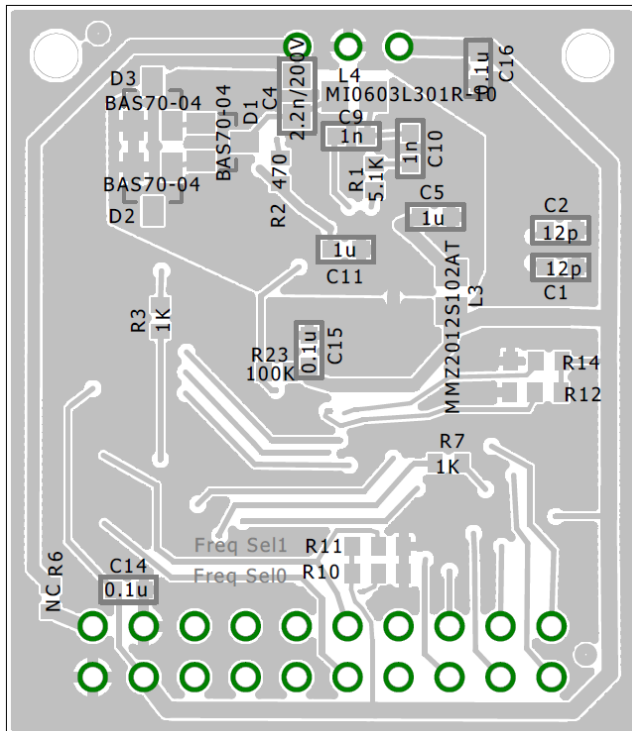 D3
BAS70-04
BAS70-04
D2
BAS70-04
D1
C4
2.2n/200V
L4
MI0603L301R-10
0.1u
C16
C9
1n
1n
C10
R2
470
R1
5.1K
C5
1u
C2
12p
12p
C1
1u
C11
L3
MMZ2012S102AT
R3
1K
R23
100K
0.1u
C15
R14
R12
R7
1K
Freq Sel1
R11
Freq Sel0
R10
R6
NC
C14
0.1u